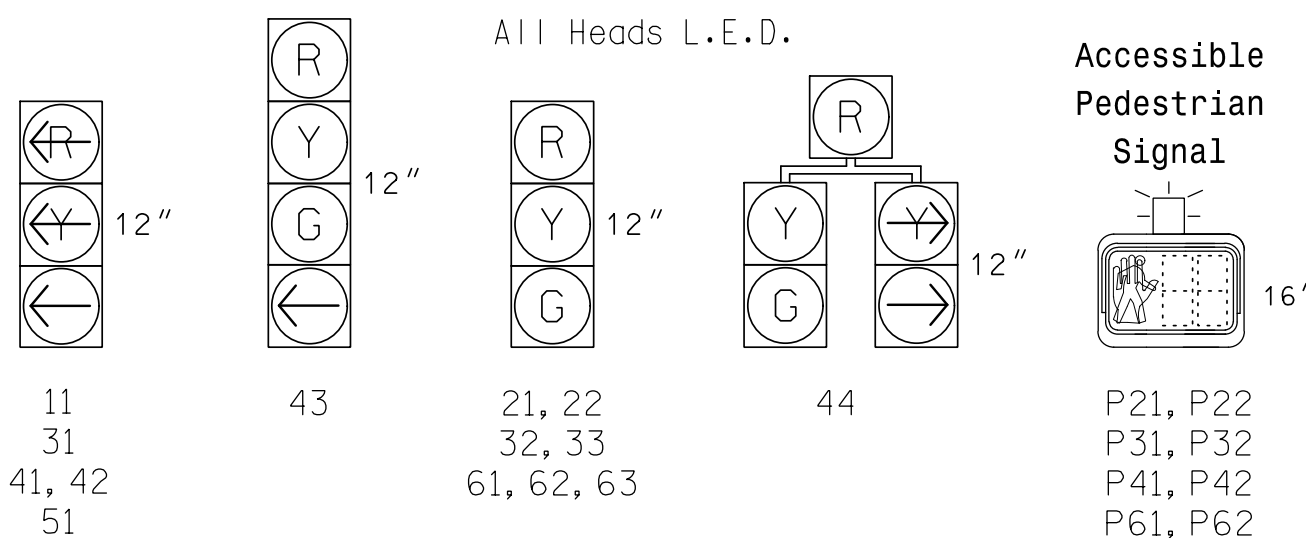 All Heads L.E.D.
R
Y
12"
11
31
41, 42
51
R
Y
G
12"
43
R
Y
G
12"
21, 22
32, 33
61, 62, 63
R
Y
Y
G
12"
44
Accessible
Pedestrian
Signal
16"
P21, P22
P31, P32
P41, P42
P61, P62